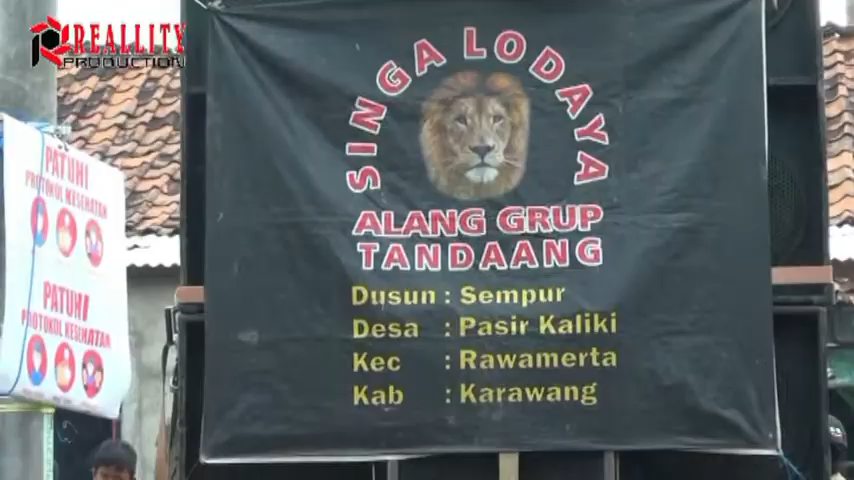 REALLITY
PRODUCTION
PATUHI
PROTOKOL KESEHATAN
PATUHI
PROTOKOL KESEHATAN
SINGA LODAYA
ALANG GRUP
TANDAANG
Dusun : Sempur
Desa : Pasir Kaliki
Kec : Rawamerta
Kab : Karawang